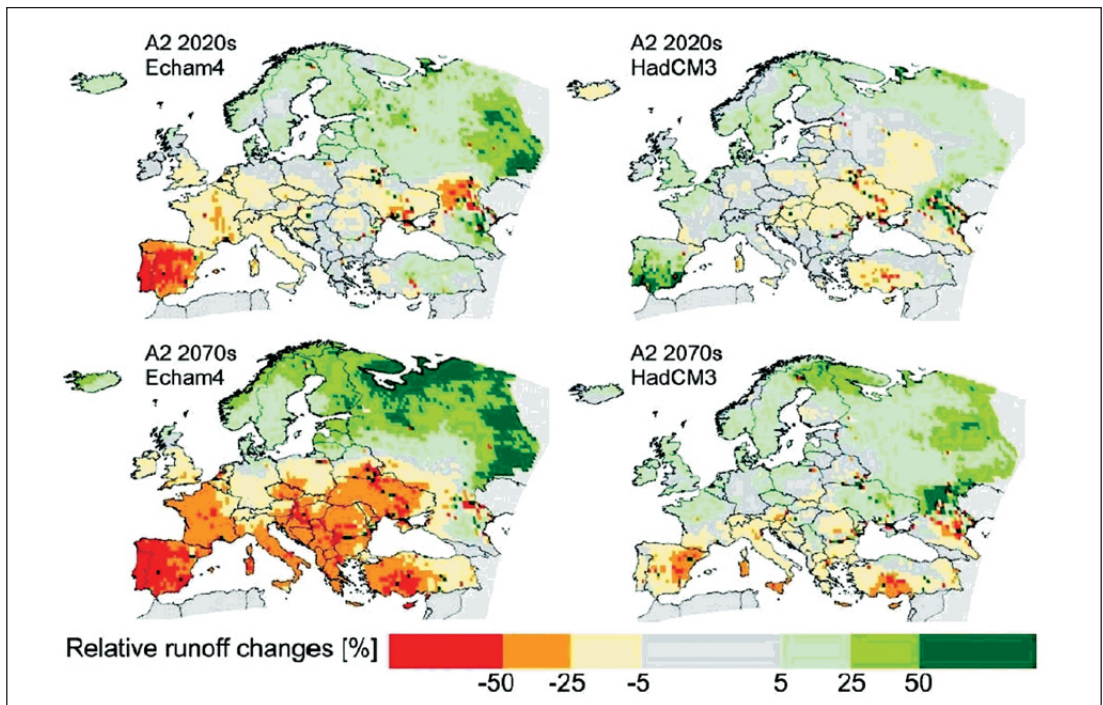 A2 2020s
Echam4
A2 2020s
HadCM3
A2 2070s
Echam4
A2 2070s
HadCM3
Relative runoff changes [%]
-50 -25 -5 5 25 50